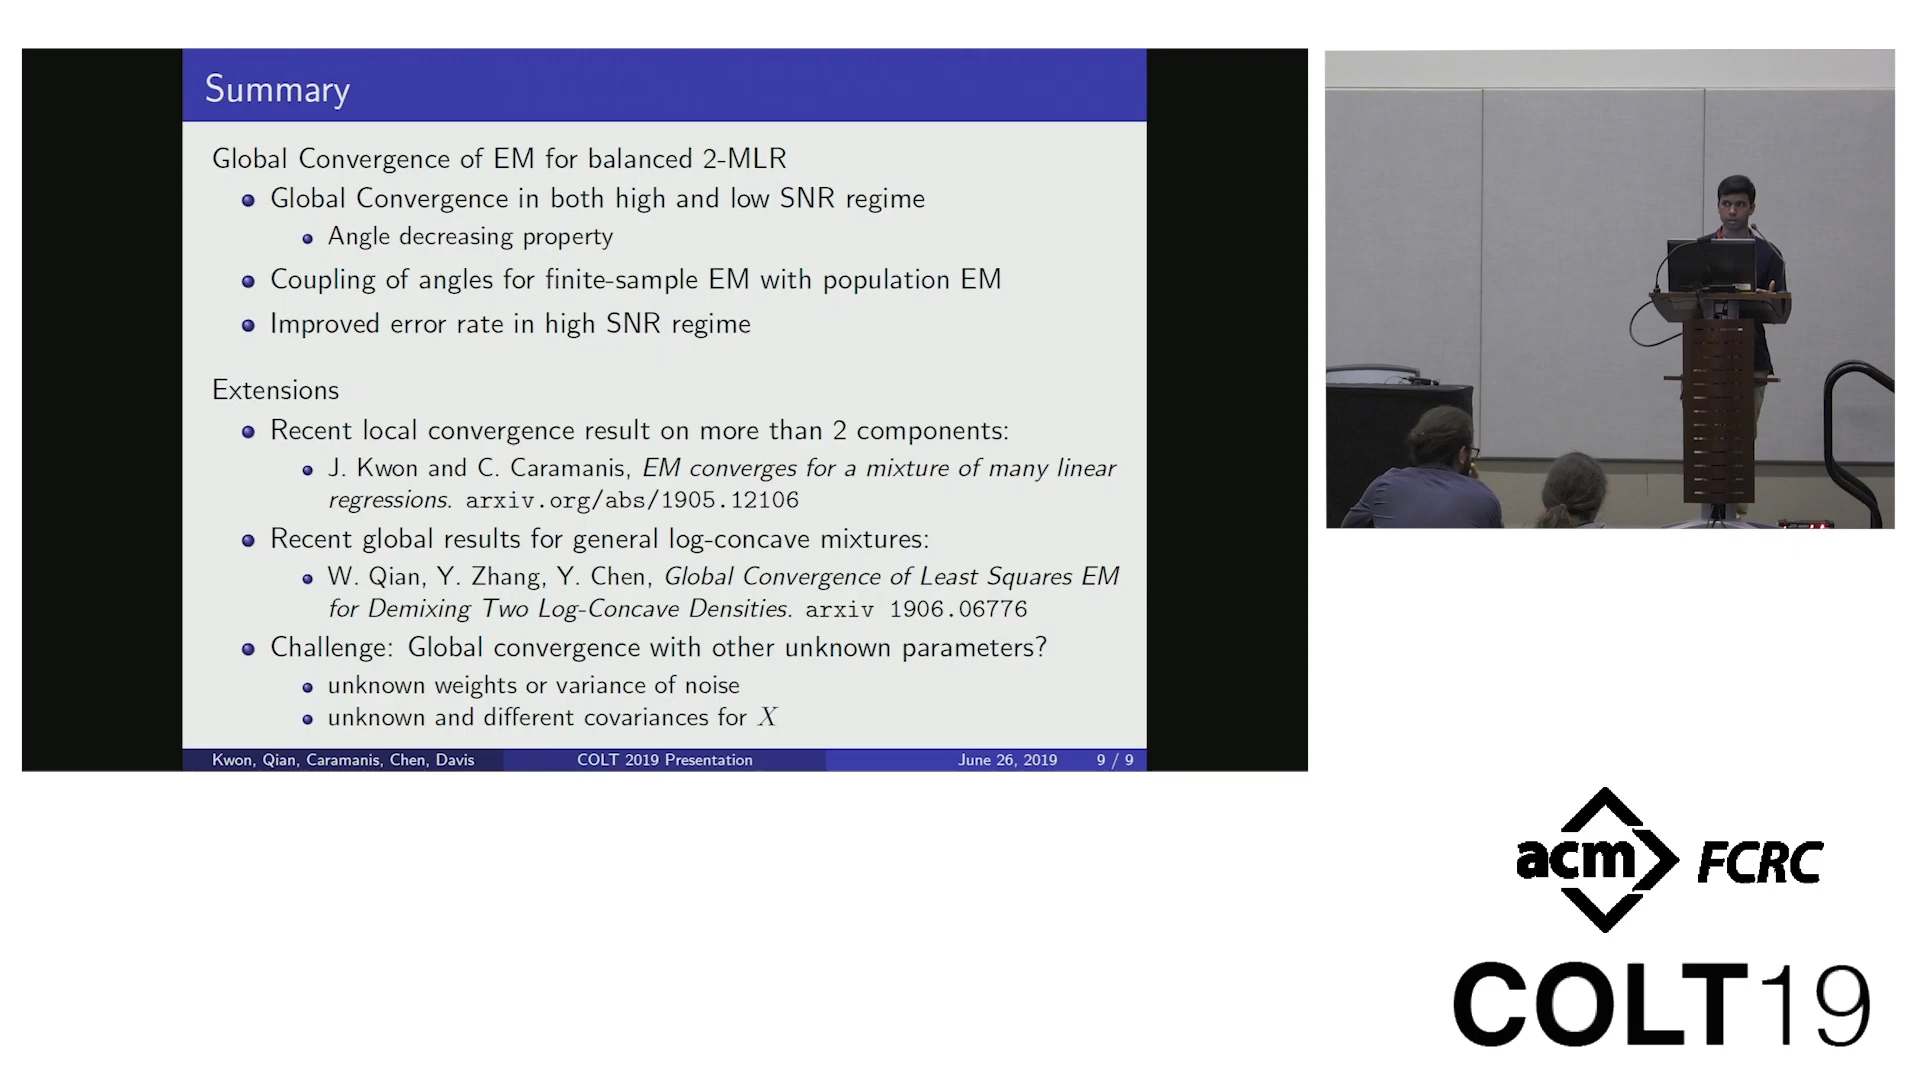 Summary
Global Convergence of EM for balanced 2-MLR
Global Convergence in both high and low SNR regime
Angle decreasing property
Coupling of angles for finite-sample EM with population EM
Improved error rate in high SNR regime
Extensions
Recent local convergence result on more than 2 components:
J. Kwon and C. Caramanis, EM converges for a mixture of many linear
regressions. arxiv.org/abs/1905.12106
Recent global results for general log-concave mixtures:
W. Qian, Y. Zhang, Y. Chen, Global Convergence of Least Squares EM
for Demixing Two Log-Concave Densities. arxiv 1906.06776
Challenge: Global convergence with other unknown parameters?
unknown weights or variance of noise
unknown and different covariances for X
Kwon, Qian, Caramanis, Chen, Davis COLT 2019 Presentation June 26, 2019 9 / 9
acm FCRC
COLT19